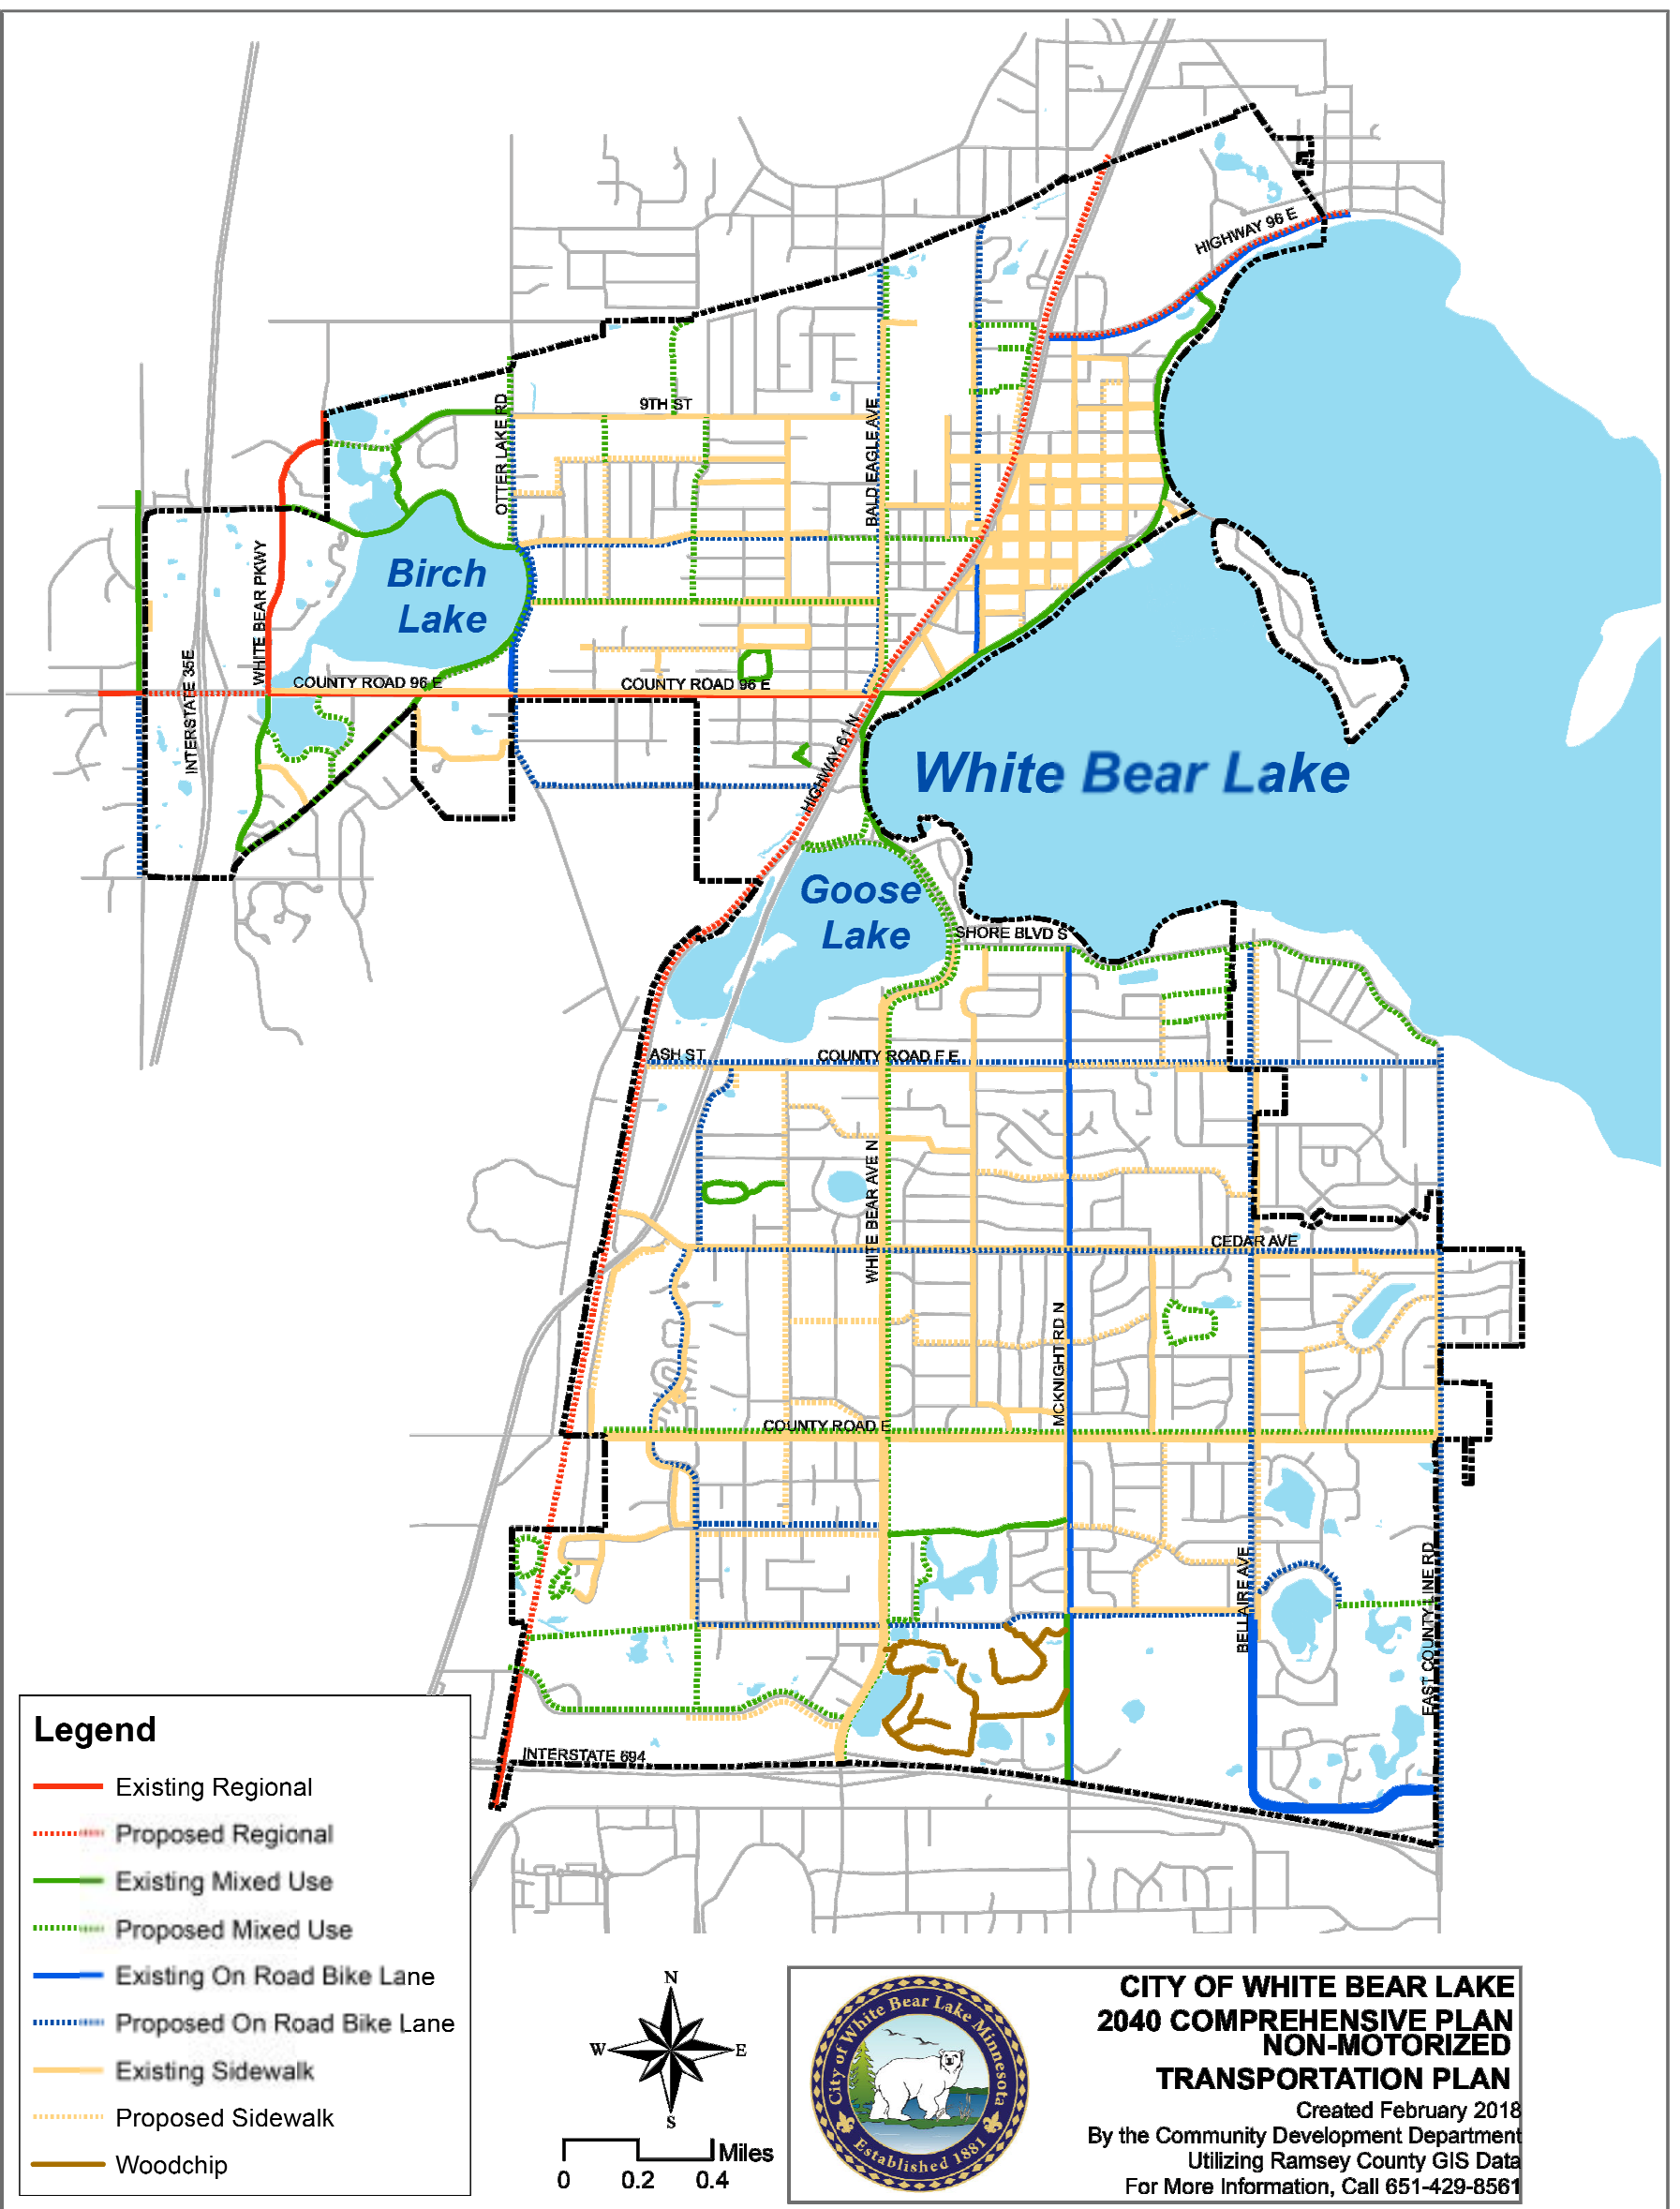 HIGHWAY 96 E
9TH ST
OTTER LAKE RD
BALD EAGLE AVE
Birch
Lake
WHITE BEAR PKWY
INTERSTATE 35E
COUNTY ROAD 96 E
COUNTY ROAD 96 E
HIGHWAY 61 N
White Bear Lake
Goose
Lake
SHORE BLVD S
ASH ST
COUNTY ROAD F E
WHITE BEAR AVE N
CEDAR AVE
MCKNIGHT RD N
COUNTY ROAD E
BELLAIRE AVE
EAST COUNTY LINE RD
INTERSTATE 694
Legend
Existing Regional
Proposed Regional
Existing Mixed Use
Proposed Mixed Use
Existing On Road Bike Lane
Proposed On Road Bike Lane
Existing Sidewalk
Proposed Sidewalk
Woodchip
N
W E
S
Miles
0 0.2 0.4
City of White Bear Lake Minnesota
Established 1881
CITY OF WHITE BEAR LAKE
2040 COMPREHENSIVE PLAN
NON-MOTORIZED
TRANSPORTATION PLAN
Created February 2018
By the Community Development Department
Utilizing Ramsey County GIS Data
For More Information, Call 651-429-8561